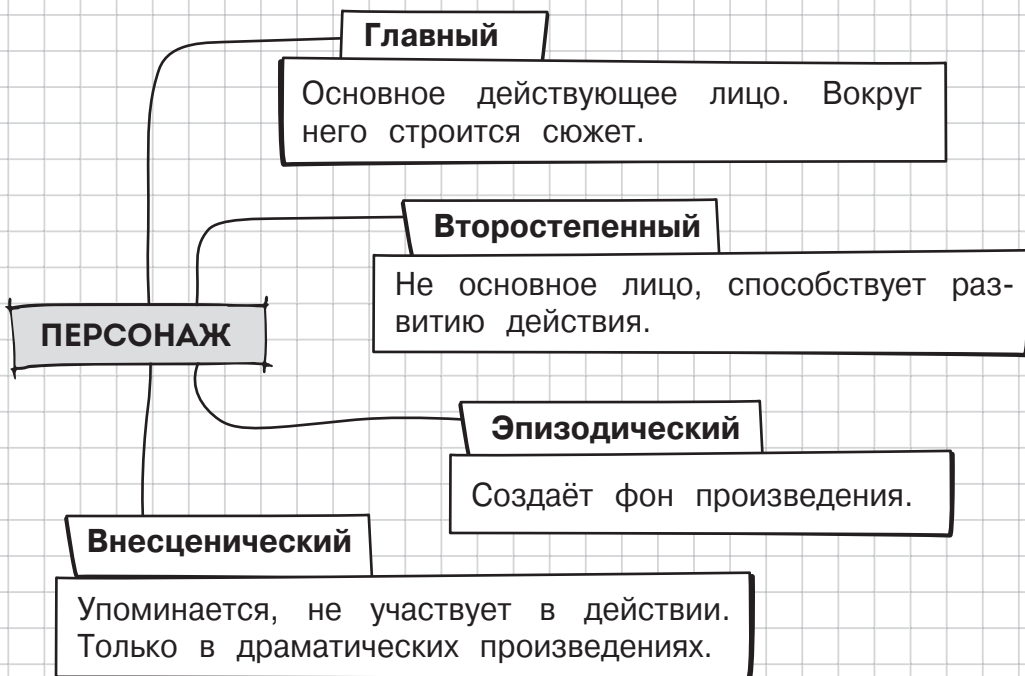 Главный
Основное действующее лицо. Вокруг
него строится сюжет.
Второстепенный
Не основное лицо, способствует раз-
витию действия.
ПЕРСОНАЖ
Эпизодический
Создаёт фон произведения.
Внесценический
Упоминается, не участвует в действии.
Только в драматических произведениях.